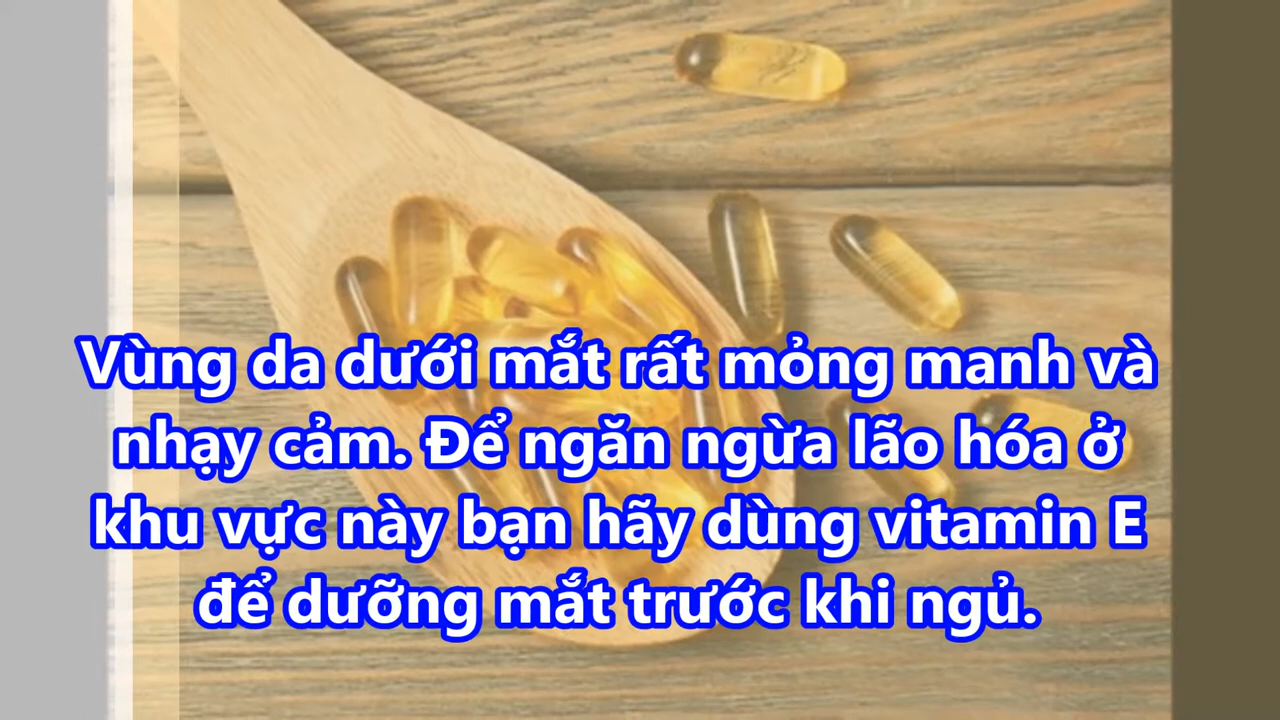 Vùng da dưới mắt rất mỏng manh và
nhạy cảm. Để ngăn ngừa lão hóa ở
khu vực này bạn hãy dùng vitamin E
để dưỡng mắt trước khi ngủ.